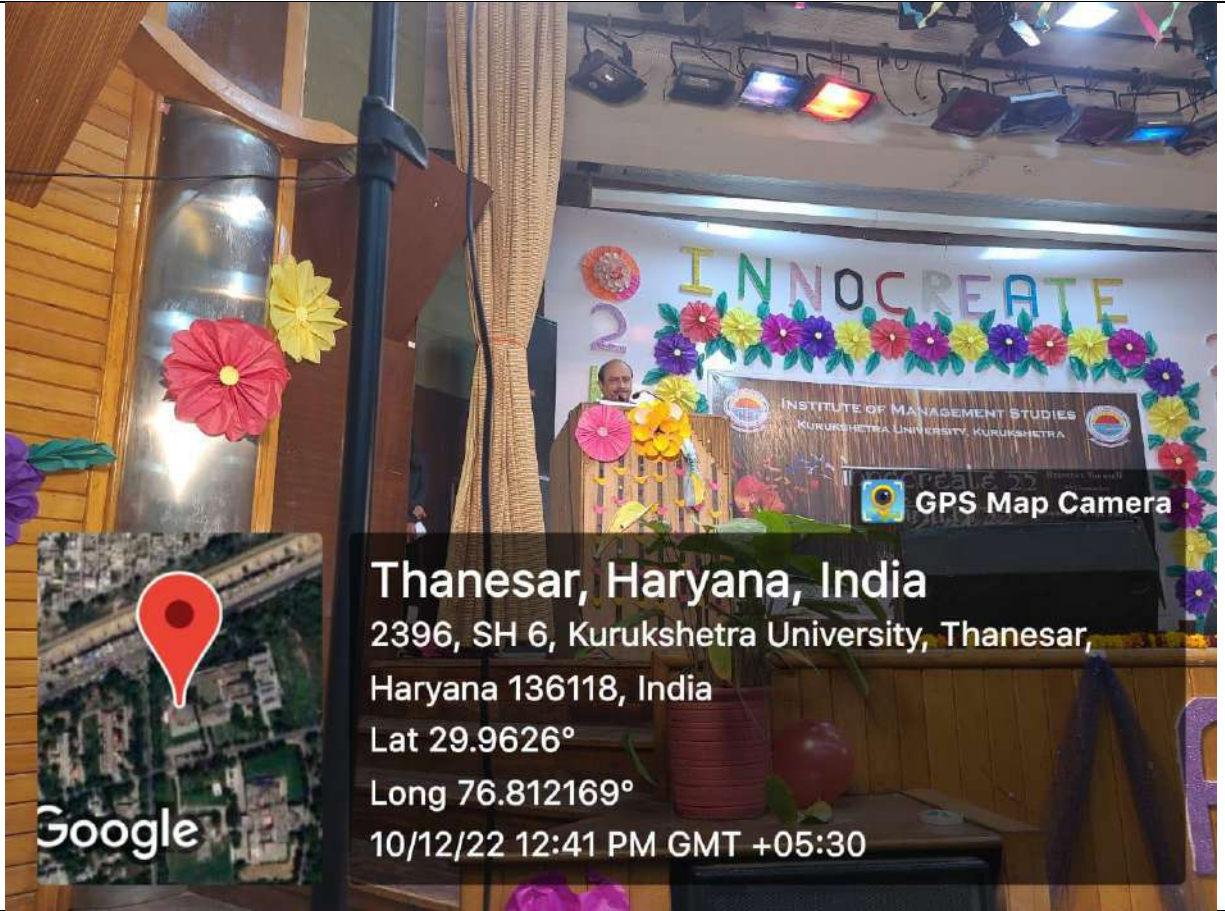 INNOCREATE
2
INSTITUTE OF MANAGEMENT STUDIES
KURUKSHETRA UNIVERSITY, KURUKSHETRA
GPS Map Camera
Thanesar, Haryana, India
2396, SH 6, Kurukshetra University, Thanesar,
Haryana 136118, India
Lat 29.9626°
Long 76.812169°
10/12/22 12:41 PM GMT +05:30
Google